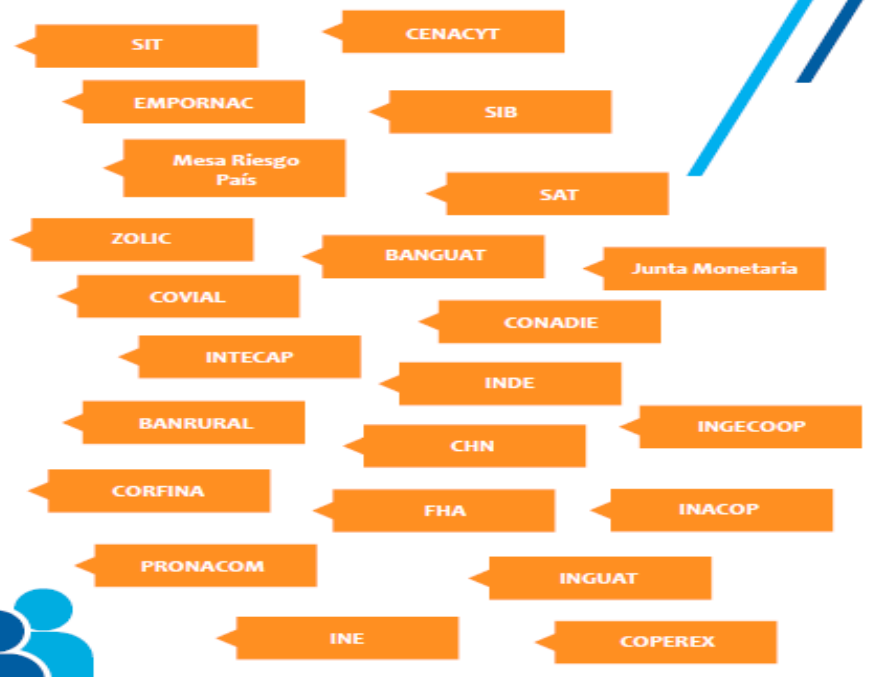 SIT
CENACYT
EMPORNAC
SIB
Mesa Riesgo
País
SAT
ZOLIC
BANGUAT
Junta Monetaria
COVIAL
CONADIE
INTECAP
INDE
BANRURAL
INGECOOP
CHN
CORFINA
FHA
INACOP
PRONACOM
INGUAT
INE
COPEREX